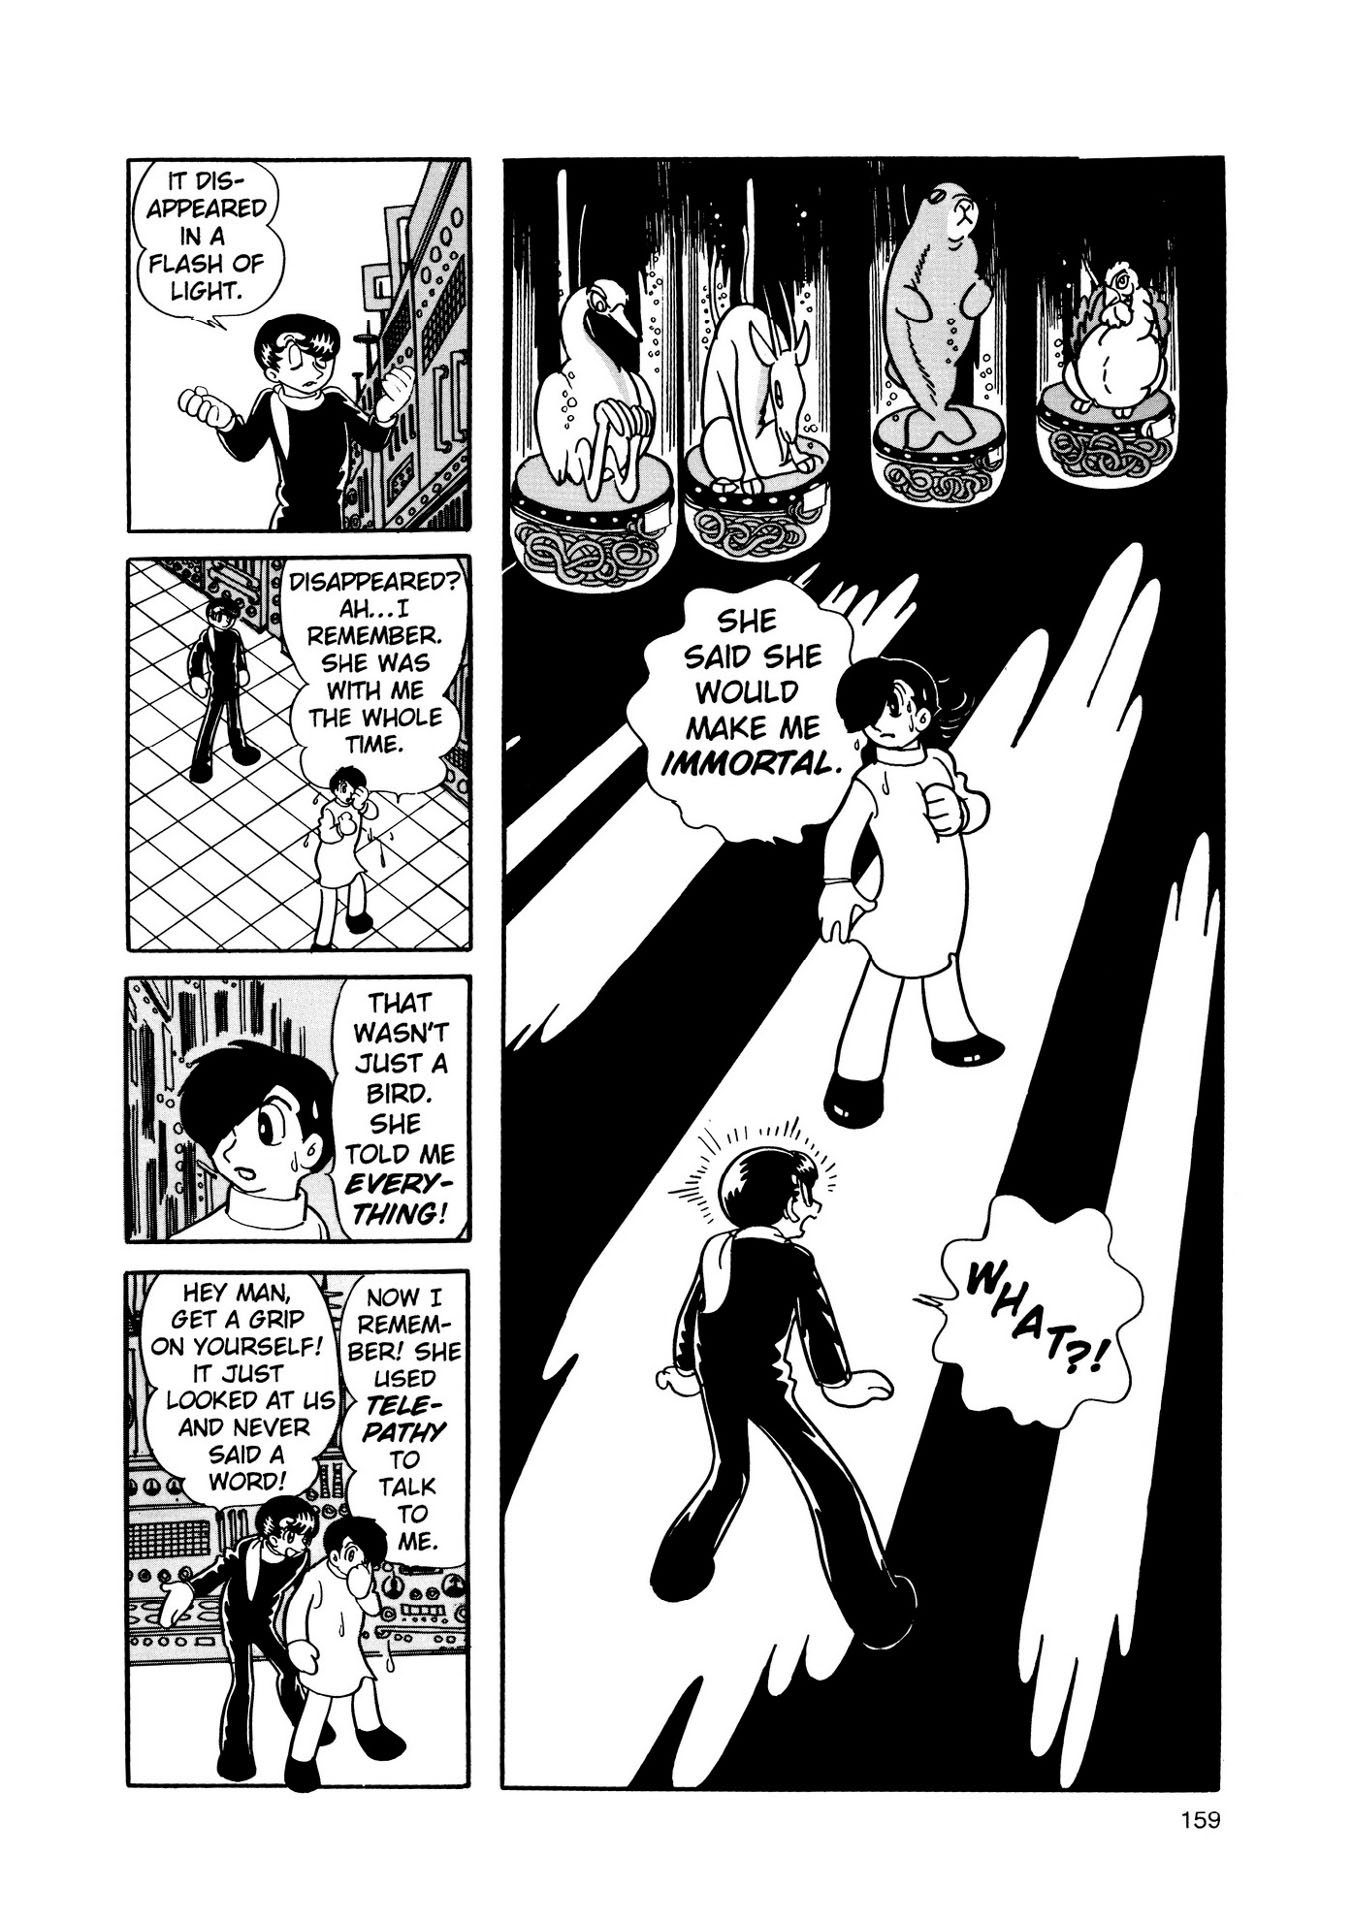 IT DIS-
APPEARED
IN A
FLASH OF
LIGHT.
DISAPPEARED?
AH...I
REMEMBER.
SHE WAS
WITH ME
THE WHOLE
TIME.
THAT
WASN'T
JUST A
BIRD.
SHE
TOLD ME
EVERY-
THING!
HEY MAN,
GET A GRIP
ON YOURSELF!
IT JUST
LOOKED AT US
AND NEVER
SAID A
WORD!
NOW I
REMEM-
BER! SHE
USED
TELE-
PATHY
TO
TALK
TO
ME.
SHE
SAID SHE
WOULD
MAKE ME
IMMORTAL.
WHAT?!
159